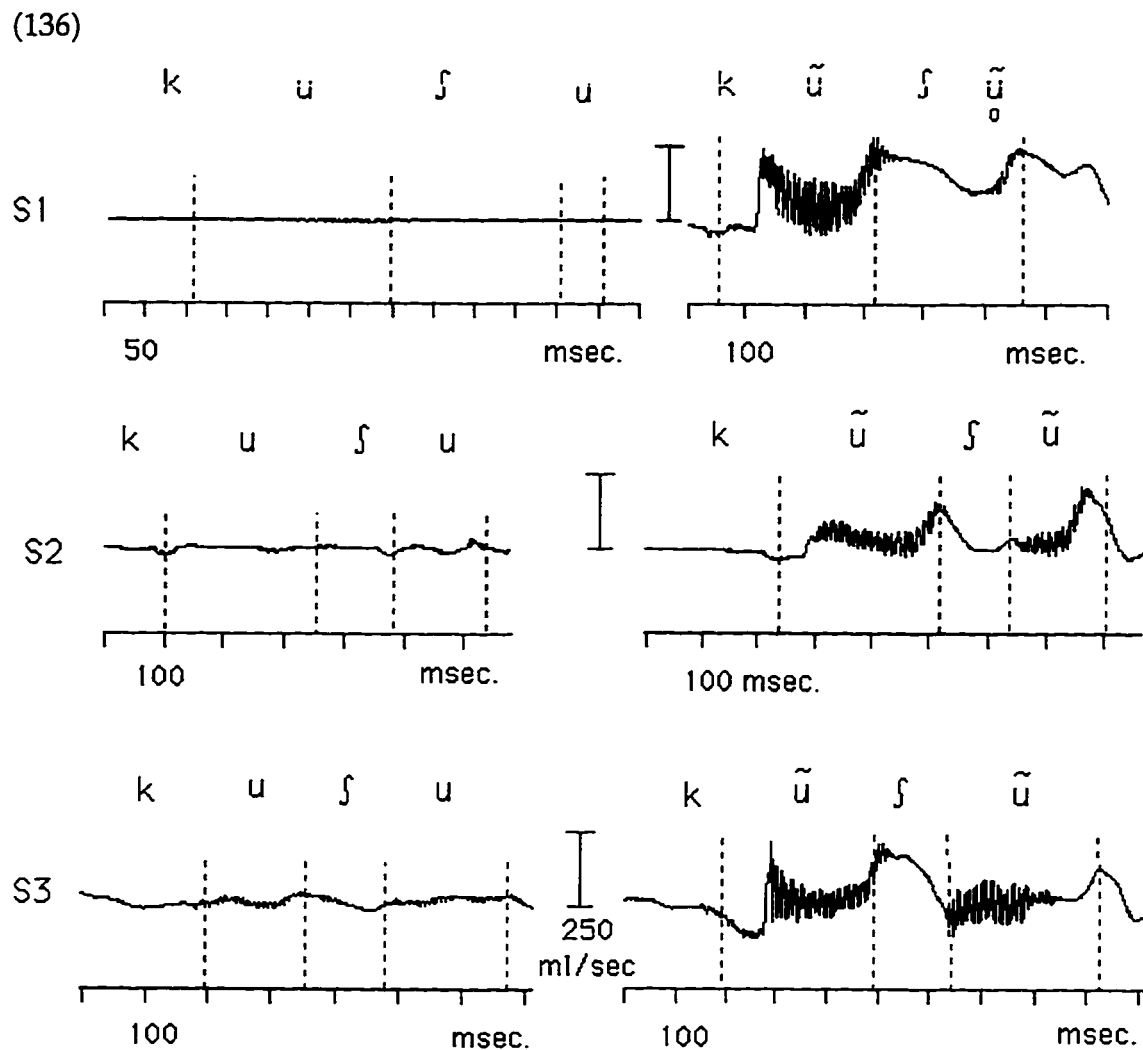 (136)
k u ʃ u k ũ ʃ ũ̥
S1
50 msec. 100 msec.
k u ʃ u k ũ ʃ ũ
S2
100 msec. 100 msec.
k u ʃ u k ũ ʃ ũ
S3
250
ml/sec
100 msec. 100 msec.